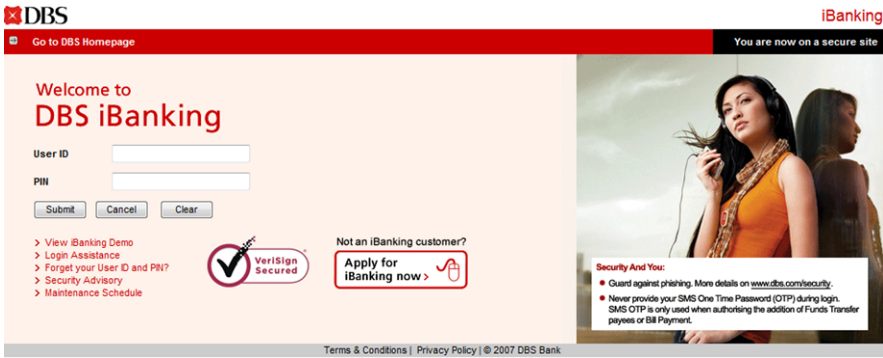 DBS
iBanking
Go to DBS Homepage
You are now on a secure site
Welcome to
DBS iBanking
User ID
PIN
Submit Cancel Clear
> View iBanking Demo
> Login Assistance
> Forget your User ID and PIN?
> Security Advisory
> Maintenance Schedule
VeriSign
Secured
Not an iBanking customer?
Apply for
iBanking now >
Security And You:
Guard against phishing. More details on www.dbs.com/security.
Never provide your SMS One Time Password (OTP) during login.
SMS OTP is only used when authorising the addition of Funds Transfer
payees or Bill Payment.
Terms & Conditions | Privacy Policy | © 2007 DBS Bank